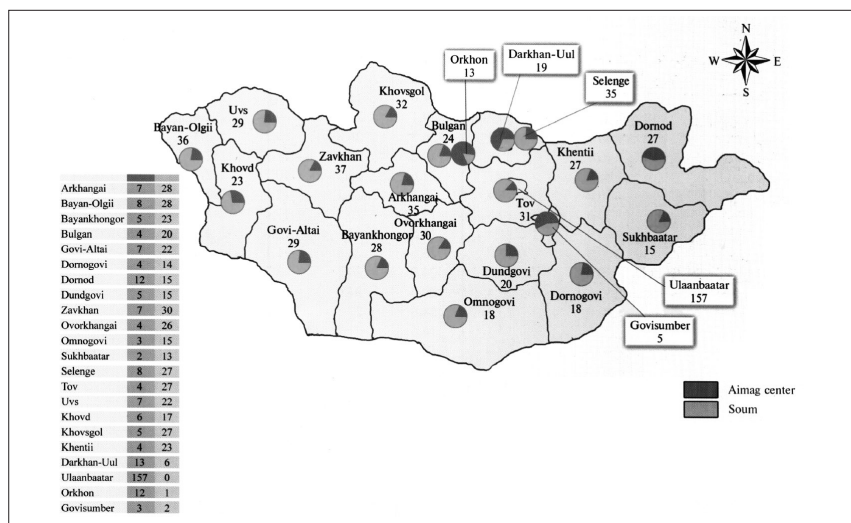 N
W E
S
Orkhon
13
Darkhan-Uul
19
Selenge
35
Khovsgol
32
Uvs
29
Bayan-Olgii
36
Bulgan
24
Dornod
27
Khentii
27
Zavkhan
37
Khovd
23
Arkhangai
35
Tov
31
Ovorkhangai
30
Govi-Altai
29
Bayankhongor
28
Sukhbaatar
15
Dundgovi
20
Ulaanbaatar
157
Dornogovi
18
Omnogovi
18
Govisumber
5
Aimag center
Soum
Arkhangai 7 28
Bayan-Olgii 8 28
Bayankhongor 5 23
Bulgan 4 20
Govi-Altai 7 22
Dornogovi 4 14
Dornod 12 15
Dundgovi 5 15
Zavkhan 7 30
Ovorkhangai 4 26
Omnogovi 3 15
Sukhbaatar 2 13
Selenge 8 27
Tov 4 27
Uvs 7 22
Khovd 6 17
Khovsgol 5 27
Khentii 4 23
Darkhan-Uul 13 6
Ulaanbaatar 157 0
Orkhon 12 1
Govisumber 3 2